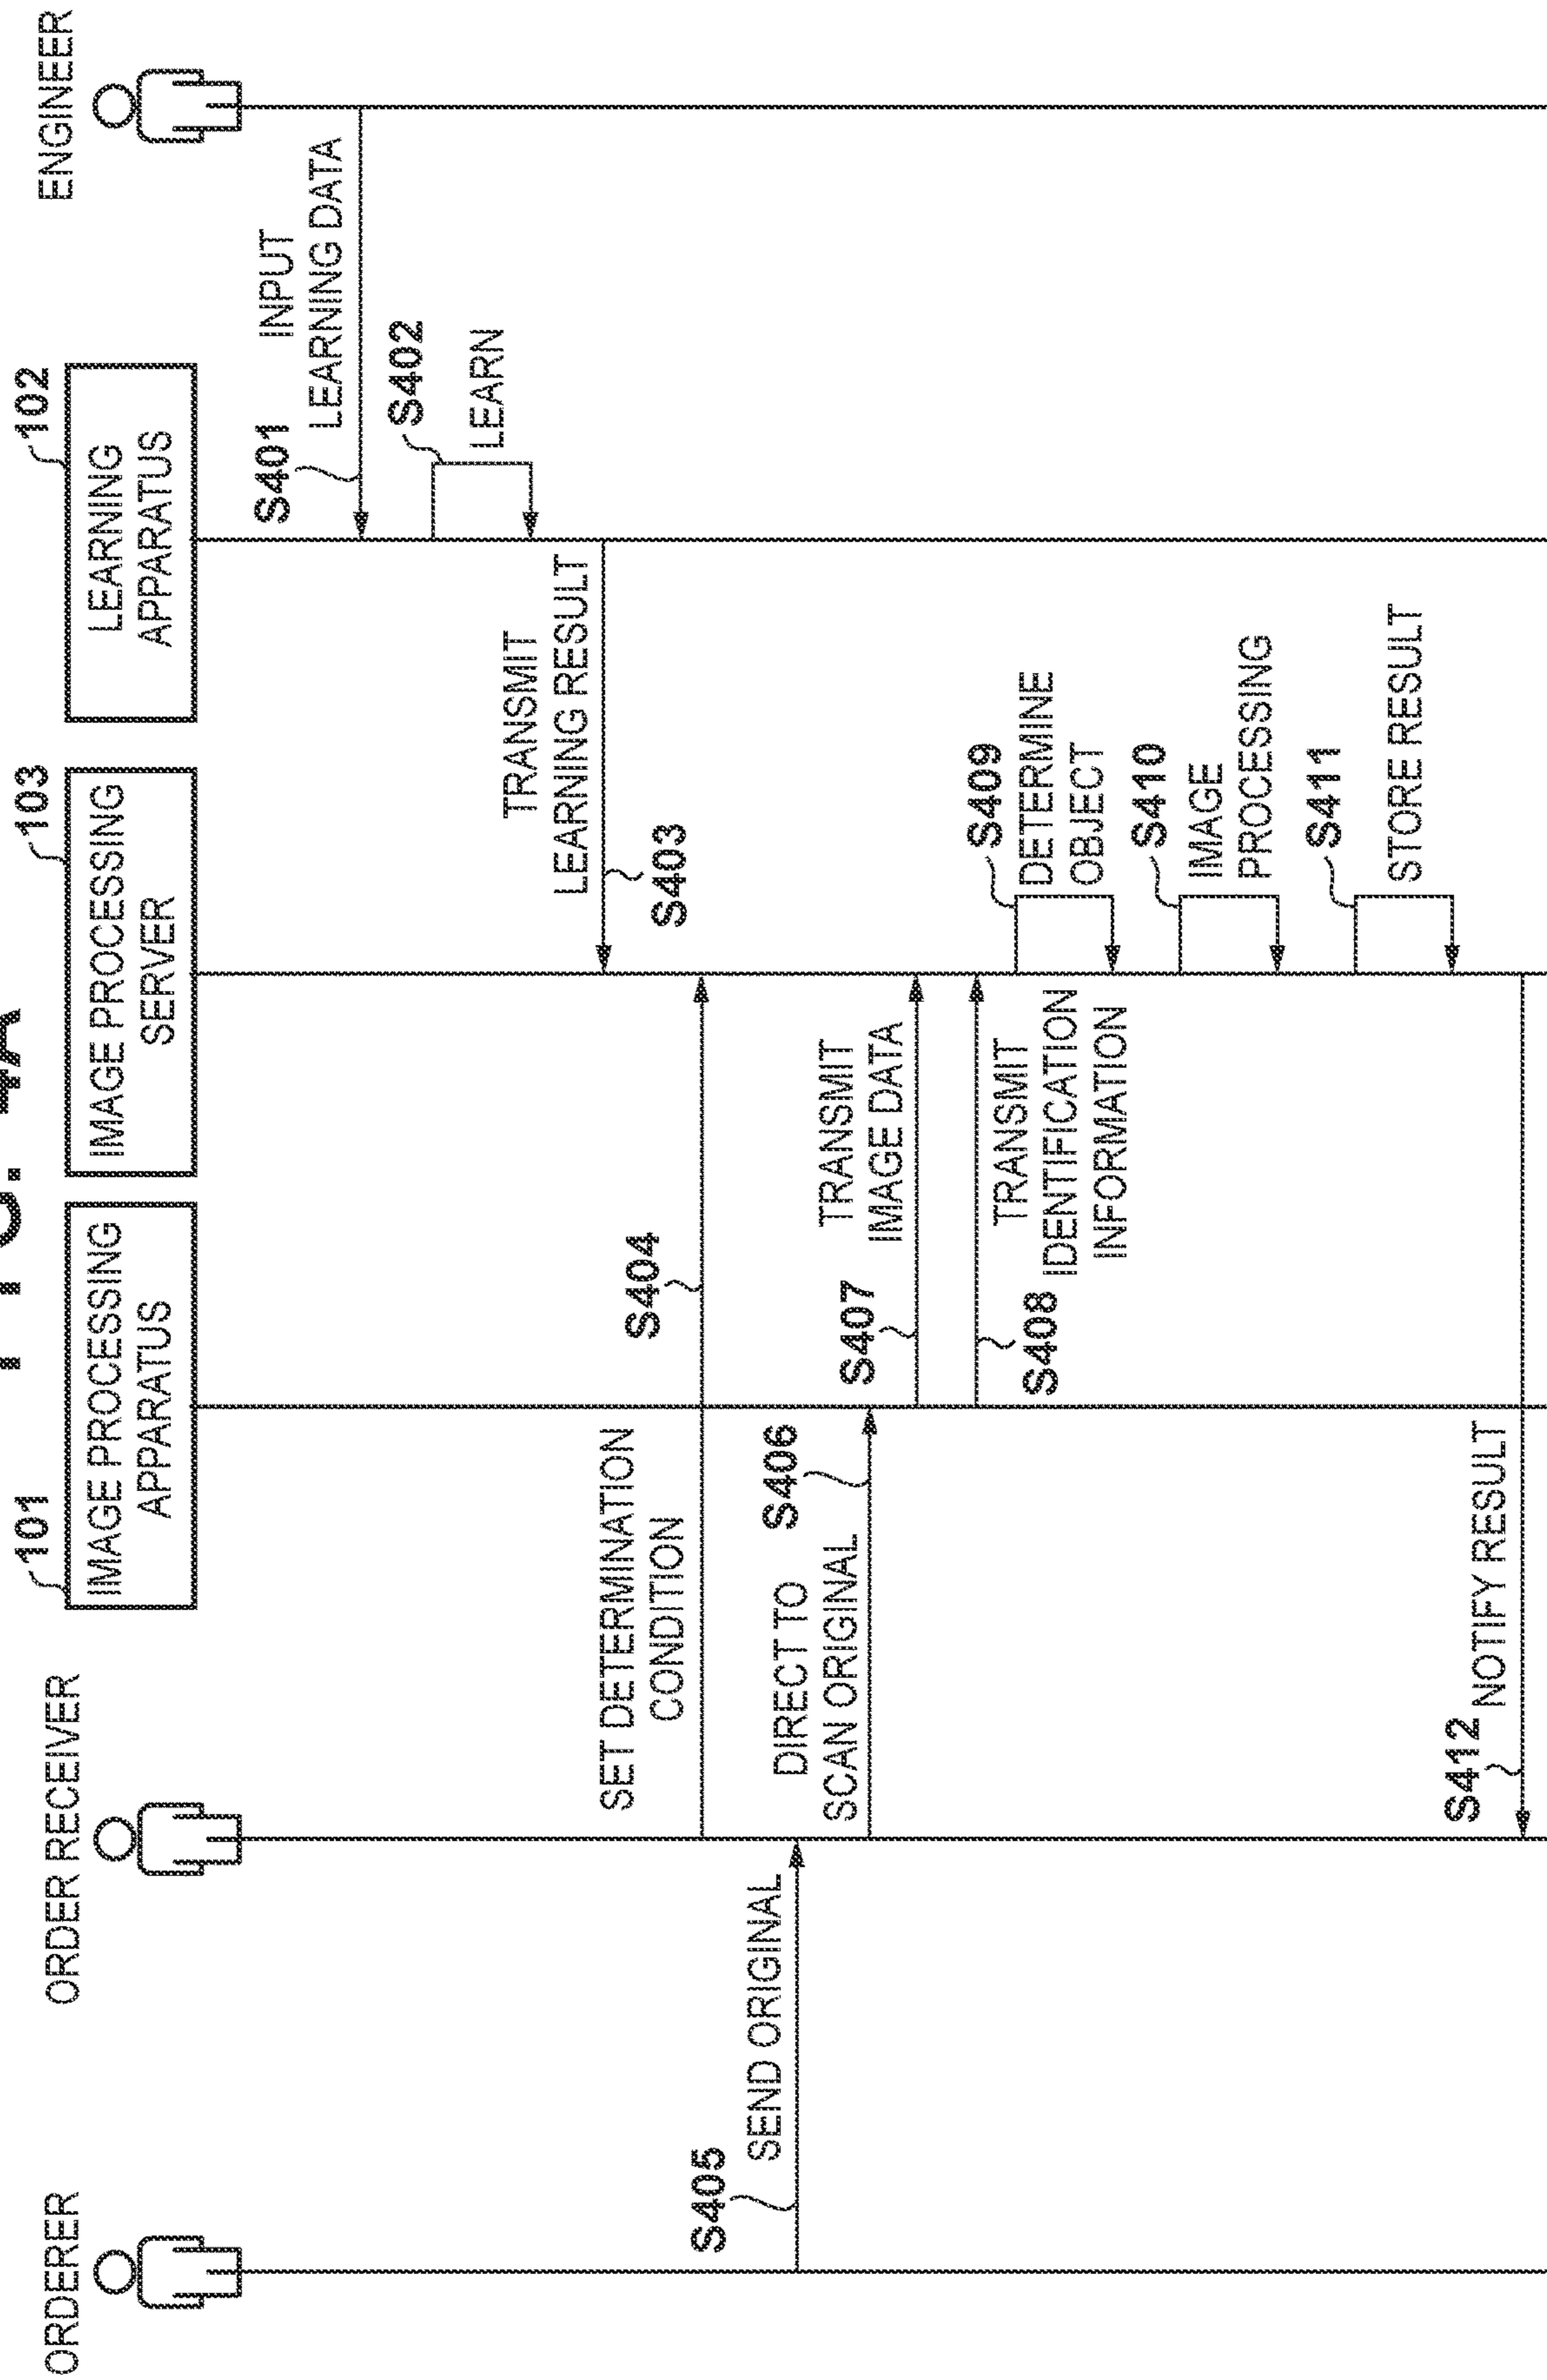 FIG. 4A
ORDERER
ORDER RECEIVER
101
IMAGE PROCESSING
APPARATUS
103
IMAGE PROCESSING
SERVER
102
LEARNING
APPARATUS
ENGINEER
S401
INPUT
LEARNING DATA
S402
LEARN
TRANSMIT
LEARNING RESULT
S403
SET DETERMINATION
CONDITION
S404
S405
SEND ORIGINAL
DIRECT TO
SCAN ORIGINAL
S406
S407
TRANSMIT
IMAGE DATA
S408
TRANSMIT
IDENTIFICATION
INFORMATION
S409
DETERMINE
OBJECT
S410
IMAGE
PROCESSING
S411
STORE RESULT
S412
NOTIFY RESULT